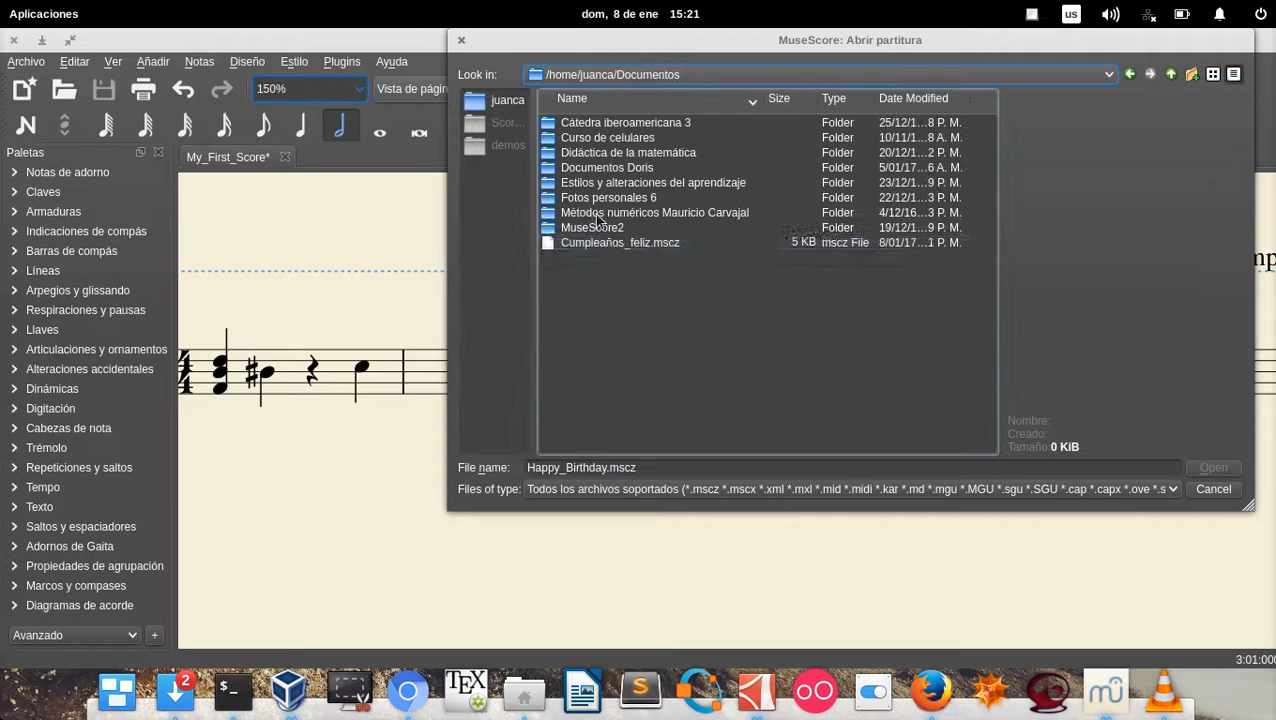 Aplicaciones
dom, 8 de ene 15:21
us
MuseScore: Abrir partitura
Archivo Editar Ver Añadir Notas Diseño Estilo Plugins Ayuda
Look in: /home/juanca/Documentos
150%
Vista de págin
juanca
Scor...
demos
Name Size Type Date Modified
Cátedra iberoamericana 3 Folder 25/12/1...8 P. M.
Curso de celulares Folder 10/11/1...8 A. M.
Didáctica de la matemática Folder 20/12/1...2 P. M.
Documentos Doris Folder 5/01/17...6 A. M.
Estilos y alteraciones del aprendizaje Folder 23/12/1...9 P. M.
Fotos personales 6 Folder 22/12/1...3 P. M.
Métodos numéricos Mauricio Carvajal Folder 4/12/16...3 P. M.
MuseScore2 Folder 19/12/1...9 P. M.
Cumpleaños_feliz.mscz 5 KB mscz File 8/01/17...1 P. M.
Nombre:
Creado:
Tamaño: 0 KiB
File name: Happy_Birthday.mscz
Open
Files of type: Todos los archivos soportados (*.mscz *.mscx *.xml *.mxl *.mid *.midi *.kar *.md *.mgu *.MGU *.sgu *.SGU *.cap *.capx *.ove *.s
Cancel
Paletas
My_First_Score*
Notas de adorno
Claves
Armaduras
Indicaciones de compás
Barras de compás
Líneas
Arpegios y glissando
Respiraciones y pausas
Llaves
Articulaciones y ornamentos
Alteraciones accidentales
Dinámicas
Digitación
Cabezas de nota
Trémolo
Repeticiones y saltos
Tempo
Texto
Saltos y espaciadores
Adornos de Gaita
Propiedades de agrupación
Marcos y compases
Diagramas de acorde
Avanzado
+
mp
3:01:000
2
>_
TEX
S
mu